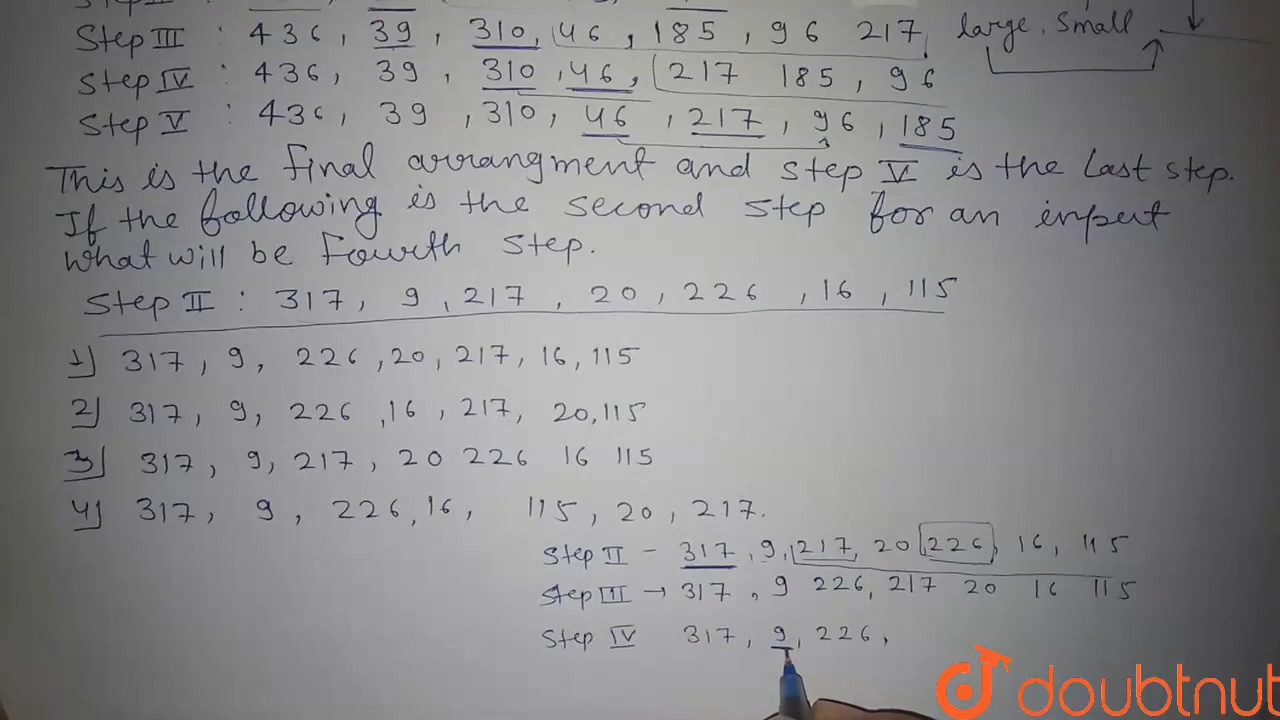 Step III : 436, 39, 310, 46, 185, 96 217 large, small
Step IV : 436, 39, 310, 46, 217 185, 96
Step V : 436, 39, 310, 46, 217, 96, 185
This is the final arrangment and step V is the Last step.
If the following is the second step for an input
what will be Fourth step.
Step II : 317, 9, 217, 20, 226, 16, 115
1) 317, 9, 226, 20, 217, 16, 115
2) 317, 9, 226, 16, 217, 20, 115
3) 317, 9, 217, 20 226 16 115
4) 317, 9, 226, 16, 115, 20, 217.
Step II - 317, 9, 217, 20 226, 16, 115
Step III → 317, 9 226, 217 20 16 115
Step IV 317, 9, 226,
doubtnut